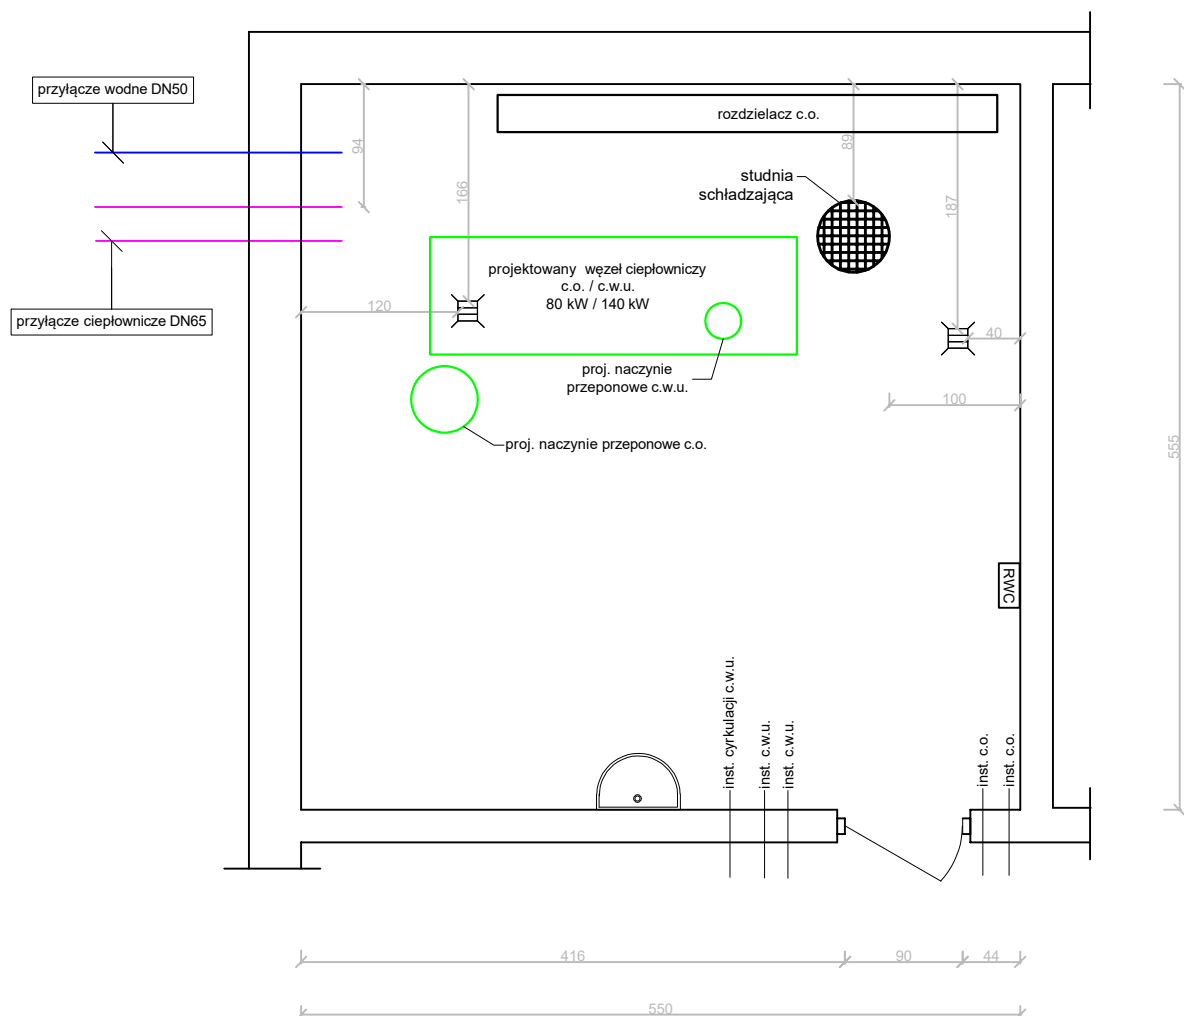 przyłącze wodne DN50
rozdzielacz c.o.
94
166
89
187
studnia
schładzająca
projektowany węzeł ciepłowniczy
c.o. / c.w.u.
80 kW / 140 kW
120
przyłącze ciepłownicze DN65
40
proj. naczynie
przeponowe c.w.u.
100
proj. naczynie przeponowe c.o.
555
RWC
inst. cyrkulacji c.w.u.
inst. c.w.u.
inst. c.w.u.
inst. c.o.
inst. c.o.
416
90
44
550